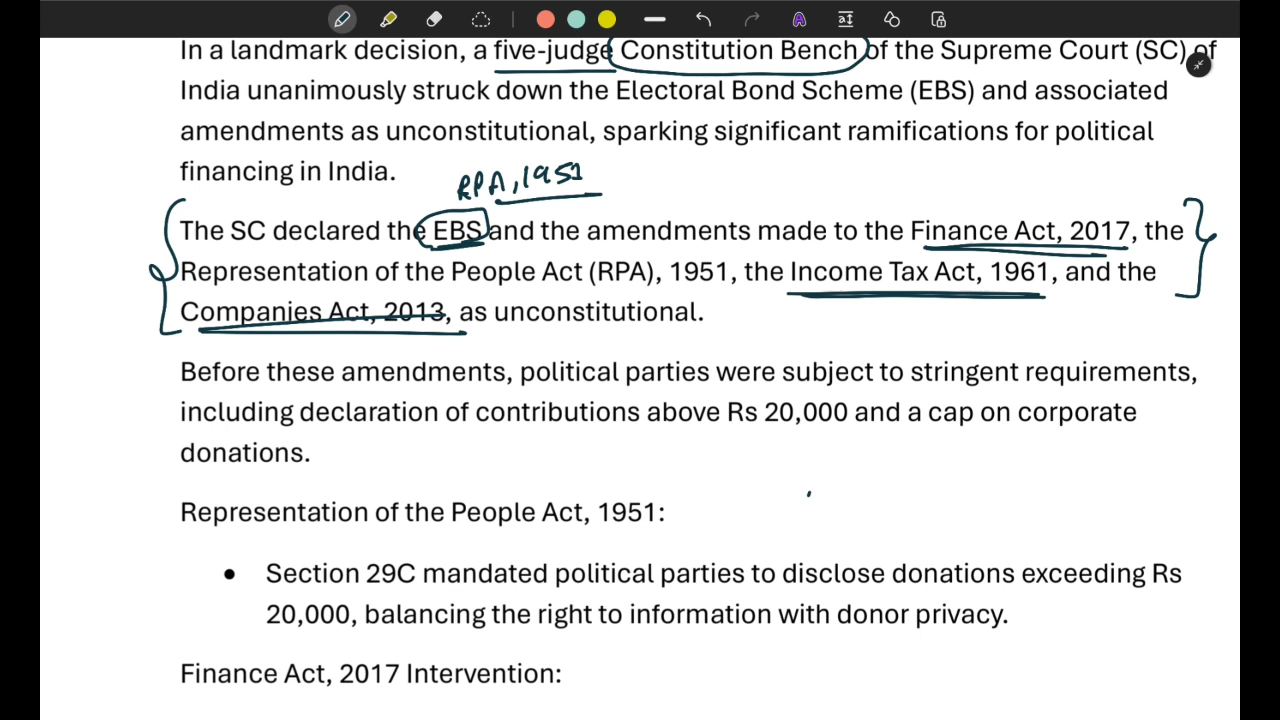 In a landmark decision, a five-judge Constitution Bench of the Supreme Court (SC) of
India unanimously struck down the Electoral Bond Scheme (EBS) and associated
amendments as unconstitutional, sparking significant ramifications for political
financing in India.
RPA, 1951
The SC declared the EBS and the amendments made to the Finance Act, 2017, the
Representation of the People Act (RPA), 1951, the Income Tax Act, 1961, and the
Companies Act, 2013, as unconstitutional.
Before these amendments, political parties were subject to stringent requirements,
including declaration of contributions above Rs 20,000 and a cap on corporate
donations.
Representation of the People Act, 1951:
• Section 29C mandated political parties to disclose donations exceeding Rs
20,000, balancing the right to information with donor privacy.
Finance Act, 2017 Intervention: